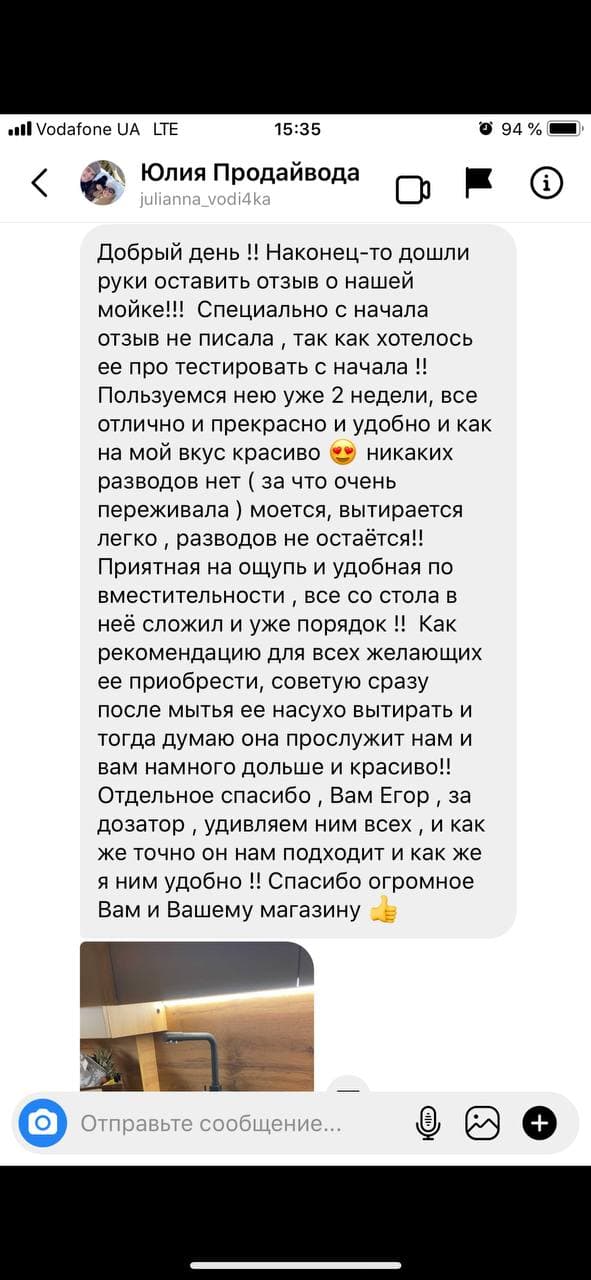 Vodafone UA LTE 15:35 94 %
Юлия Продайвода
julianna_vodi4ka
Добрый день !! Наконец-то дошли
руки оставить отзыв о нашей
мойке!!! Специально с начала
отзыв не писала , так как хотелось
ее про тестировать с начала !!
Пользуемся нею уже 2 недели, все
отлично и прекрасно и удобно и как
на мой вкус красиво 😍 никаких
разводов нет ( за что очень
переживала ) моется, вытирается
легко , разводов не остаётся!!
Приятная на ощупь и удобная по
вместительности , все со стола в
неё сложил и уже порядок !! Как
рекомендацию для всех желающих
ее приобрести, советую сразу
после мытья ее насухо вытирать и
тогда думаю она прослужит нам и
вам намного дольше и красиво!!
Отдельное спасибо , Вам Егор , за
дозатор , удивляем ним всех , и как
же точно он нам подходит и как же
я ним удобно !! Спасибо огромное
Вам и Вашему магазину 👍
Отправьте сообщение...